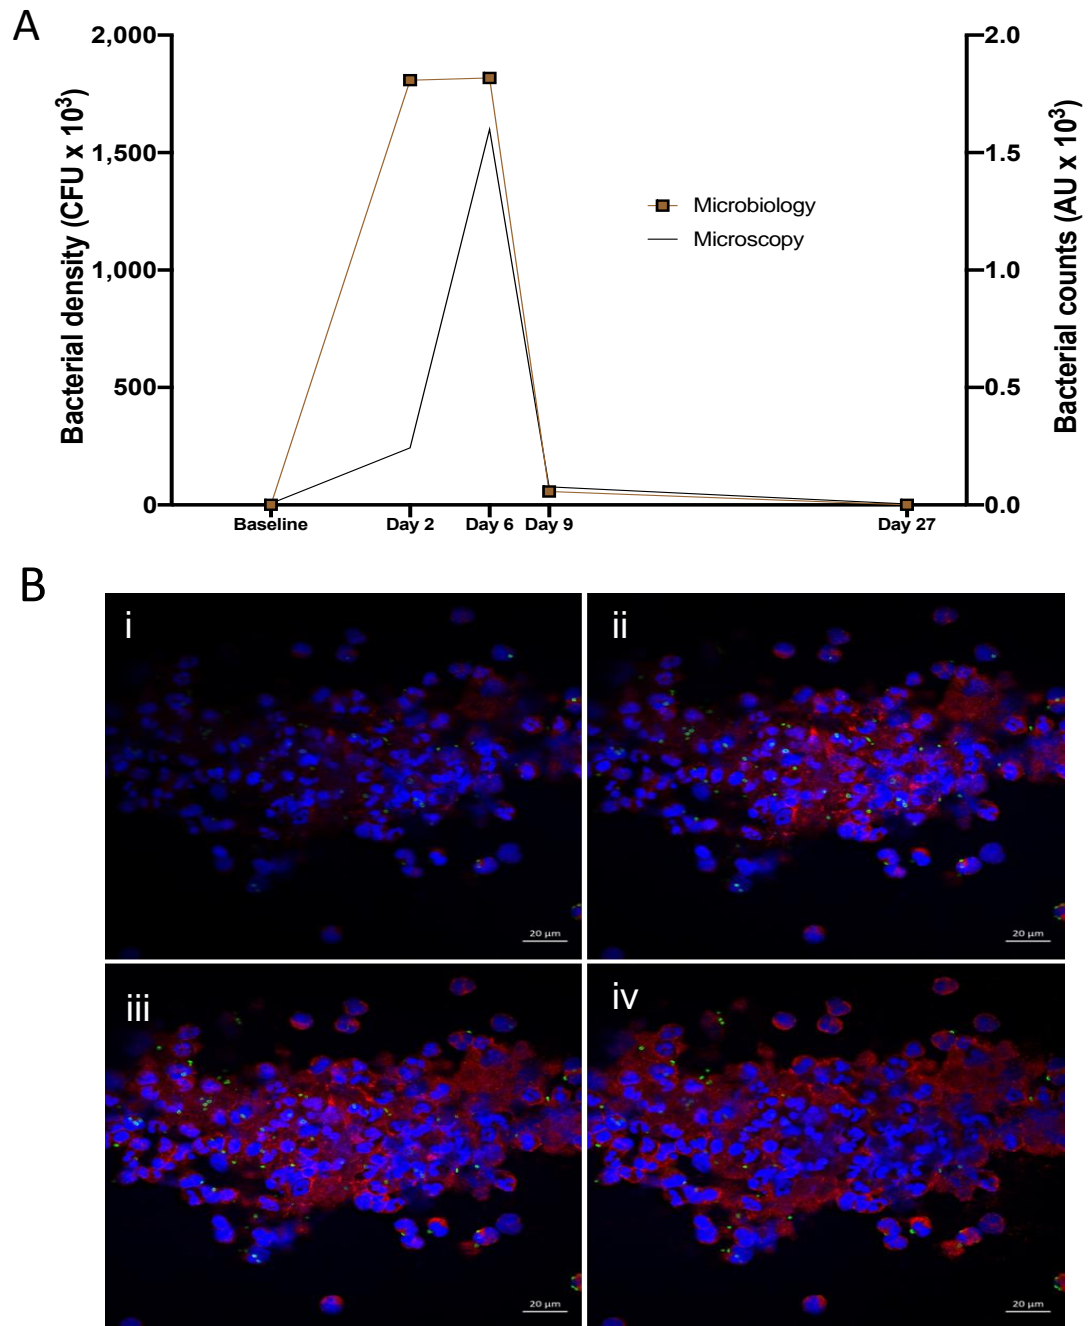 A
2,000
1,500
1,000
500
0
Bacterial density (CFU x 10³)
2.0
1.5
1.0
0.5
0.0
Bacterial counts (AU x 10³)
Microbiology
Microscopy
Baseline
Day 2
Day 6
Day 9
Day 27
B
i
20 µm
ii
20 µm
iii
20 µm
iv
20 µm